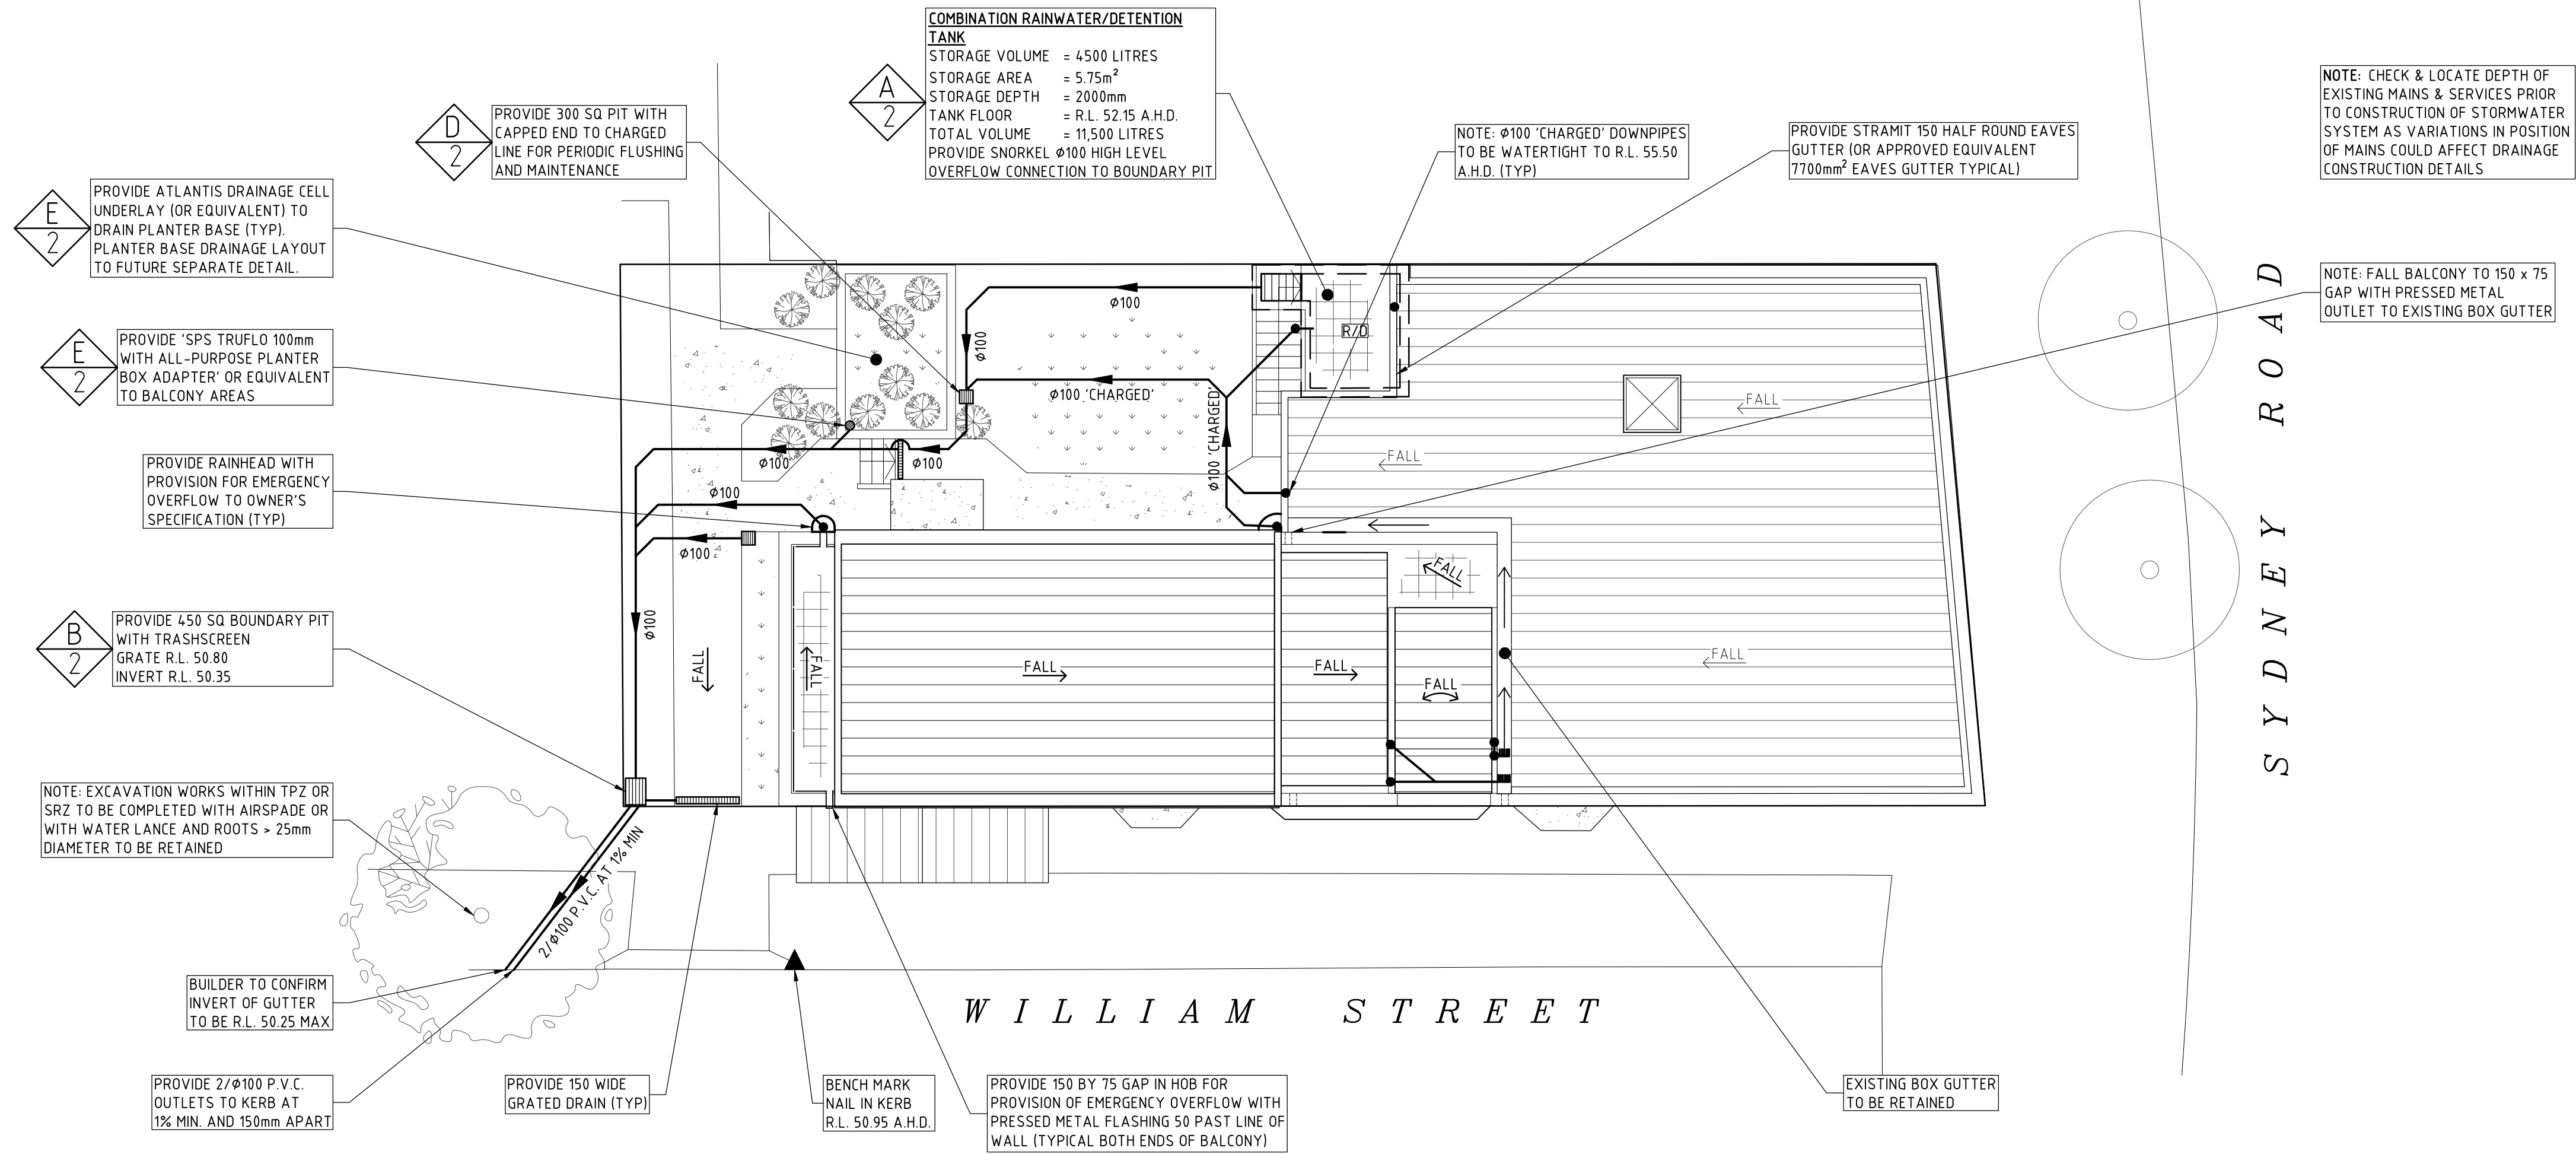 COMBINATION RAINWATER/DETENTION
TANK
STORAGE VOLUME = 4500 LITRES
STORAGE AREA = 5.75m²
STORAGE DEPTH = 2000mm
TANK FLOOR = R.L. 52.15 A.H.D.
TOTAL VOLUME = 11,500 LITRES
PROVIDE SNORKEL Ø100 HIGH LEVEL
OVERFLOW CONNECTION TO BOUNDARY PIT
A
2
NOTE: CHECK & LOCATE DEPTH OF
EXISTING MAINS & SERVICES PRIOR
TO CONSTRUCTION OF STORMWATER
SYSTEM AS VARIATIONS IN POSITION
OF MAINS COULD AFFECT DRAINAGE
CONSTRUCTION DETAILS
D
2
PROVIDE 300 SQ PIT WITH
CAPPED END TO CHARGED
LINE FOR PERIODIC FLUSHING
AND MAINTENANCE
NOTE: Ø100 'CHARGED' DOWNPIPES
TO BE WATERTIGHT TO R.L. 55.50
A.H.D. (TYP)
PROVIDE STRAMIT 150 HALF ROUND EAVES
GUTTER (OR APPROVED EQUIVALENT
7700mm² EAVES GUTTER TYPICAL)
E
2
PROVIDE ATLANTIS DRAINAGE CELL
UNDERLAY (OR EQUIVALENT) TO
DRAIN PLANTER BASE (TYP).
PLANTER BASE DRAINAGE LAYOUT
TO FUTURE SEPARATE DETAIL.
NOTE: FALL BALCONY TO 150 x 75
GAP WITH PRESSED METAL
OUTLET TO EXISTING BOX GUTTER
E
2
PROVIDE 'SPS TRUFLO 100mm
WITH ALL-PURPOSE PLANTER
BOX ADAPTER' OR EQUIVALENT
TO BALCONY AREAS
Ø100
Ø100
R/D
Ø100 'CHARGED'
Ø100 'CHARGED'
FALL
FALL
PROVIDE RAINHEAD WITH
PROVISION FOR EMERGENCY
OVERFLOW TO OWNER'S
SPECIFICATION (TYP)
Ø100
Ø100
Ø100
Ø100
Ø100
FALL
B
2
PROVIDE 450 SQ BOUNDARY PIT
WITH TRASHSCREEN
GRATE R.L. 50.80
INVERT R.L. 50.35
FALL
FALL
FALL
FALL
FALL
FALL
SYDNEY ROAD
NOTE: EXCAVATION WORKS WITHIN TPZ OR
SRZ TO BE COMPLETED WITH AIRSPADE OR
WITH WATER LANCE AND ROOTS > 25mm
DIAMETER TO BE RETAINED
2/Ø100 P.V.C. AT 1% MIN
BUILDER TO CONFIRM
INVERT OF GUTTER
TO BE R.L. 50.25 MAX
WILLIAM STREET
PROVIDE 2/Ø100 P.V.C.
OUTLETS TO KERB AT
1% MIN. AND 150mm APART
PROVIDE 150 WIDE
GRATED DRAIN (TYP)
BENCH MARK
NAIL IN KERB
R.L. 50.95 A.H.D.
PROVIDE 150 BY 75 GAP IN HOB FOR
PROVISION OF EMERGENCY OVERFLOW WITH
PRESSED METAL FLASHING 50 PAST LINE OF
WALL (TYPICAL BOTH ENDS OF BALCONY)
EXISTING BOX GUTTER
TO BE RETAINED